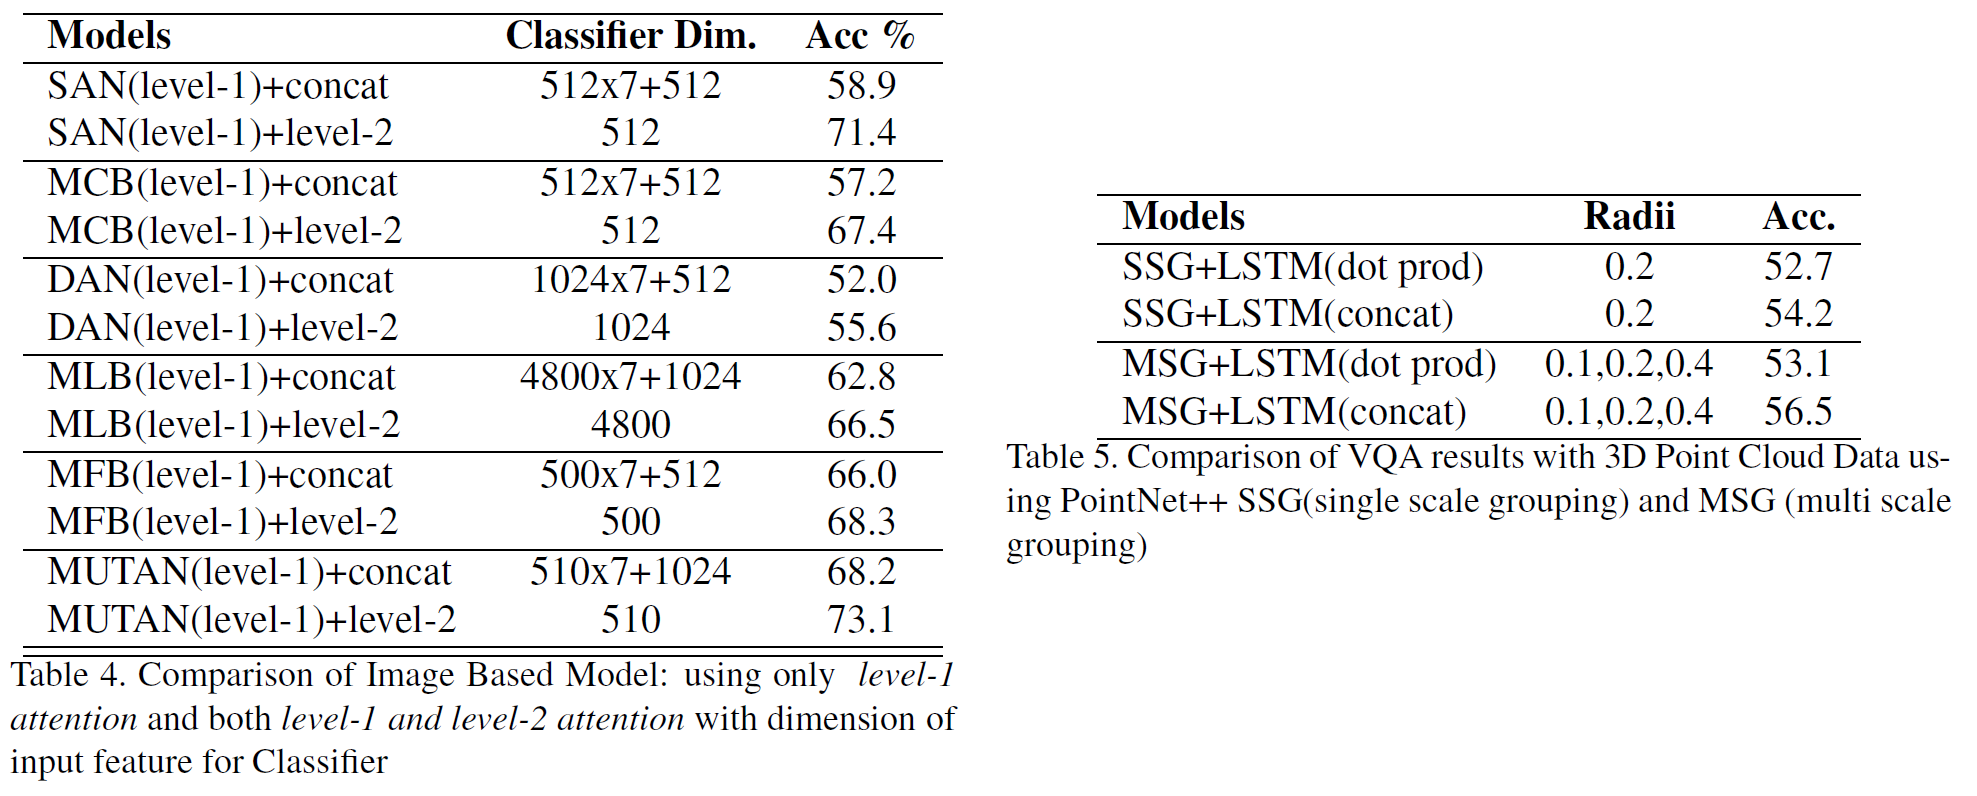 Models Classifier Dim. Acc %
SAN(level-1)+concat 512x7+512 58.9
SAN(level-1)+level-2 512 71.4
MCB(level-1)+concat 512x7+512 57.2
MCB(level-1)+level-2 512 67.4
DAN(level-1)+concat 1024x7+512 52.0
DAN(level-1)+level-2 1024 55.6
MLB(level-1)+concat 4800x7+1024 62.8
MLB(level-1)+level-2 4800 66.5
MFB(level-1)+concat 500x7+512 66.0
MFB(level-1)+level-2 500 68.3
MUTAN(level-1)+concat 510x7+1024 68.2
MUTAN(level-1)+level-2 510 73.1
Table 4. Comparison of Image Based Model: using only level-1
attention and both level-1 and level-2 attention with dimension of
input feature for Classifier
Models Radii Acc.
SSG+LSTM(dot prod) 0.2 52.7
SSG+LSTM(concat) 0.2 54.2
MSG+LSTM(dot prod) 0.1,0.2,0.4 53.1
MSG+LSTM(concat) 0.1,0.2,0.4 56.5
Table 5. Comparison of VQA results with 3D Point Cloud Data us-
ing PointNet++ SSG(single scale grouping) and MSG (multi scale
grouping)